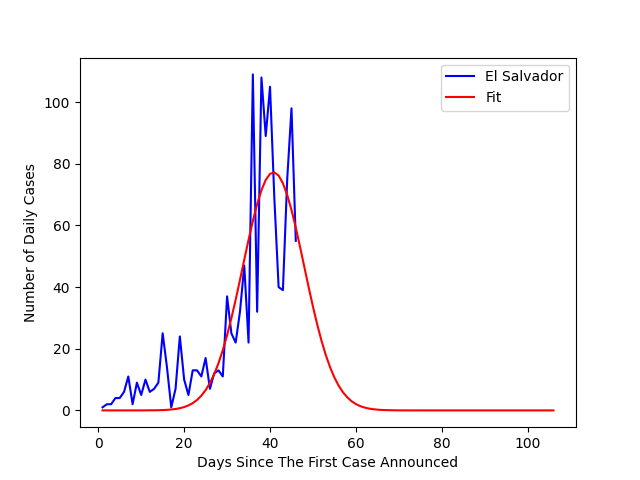 El Salvador
Fit
Number of Daily Cases
100
80
60
40
20
0
0 20 40 60 80 100
Days Since The First Case Announced